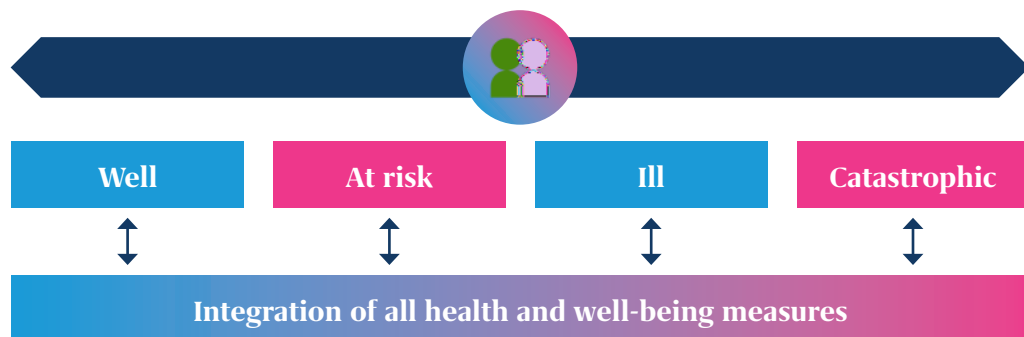 Well
At risk
Ill
Catastrophic
Integration of all health and well-being measures